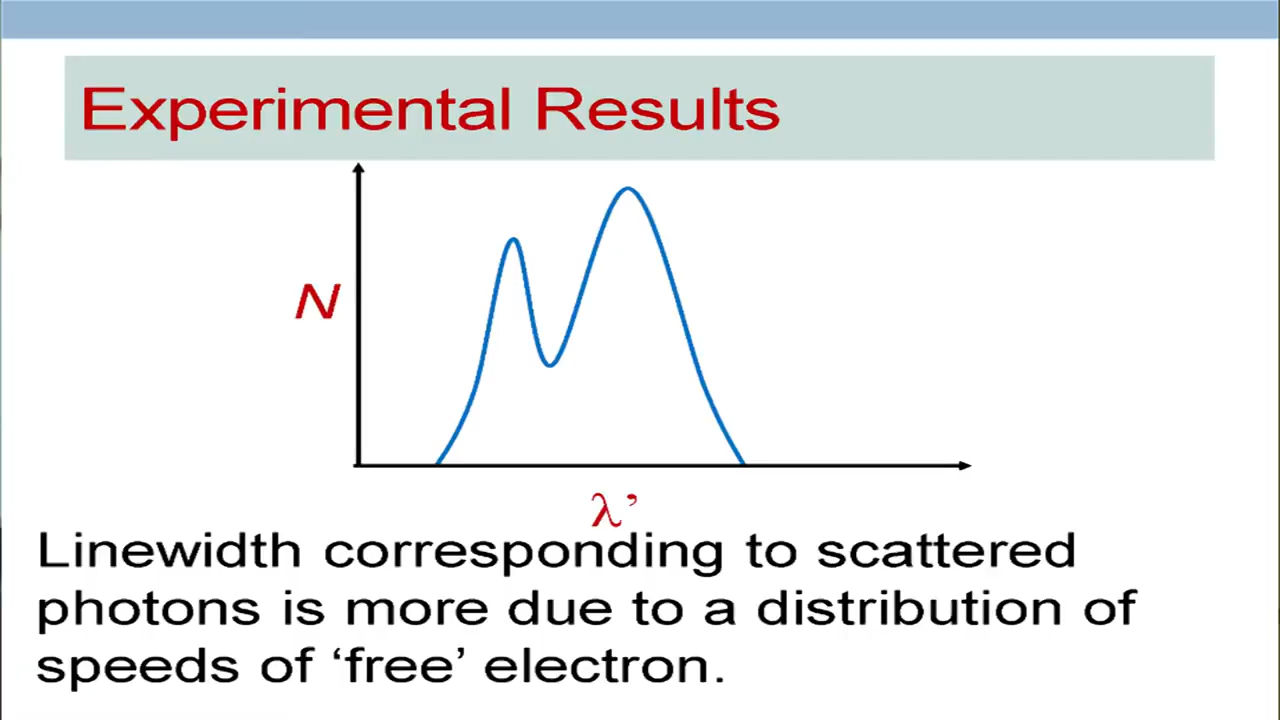 Experimental Results
N
λ’
Linewidth corresponding to scattered
photons is more due to a distribution of
speeds of ‘free’ electron.